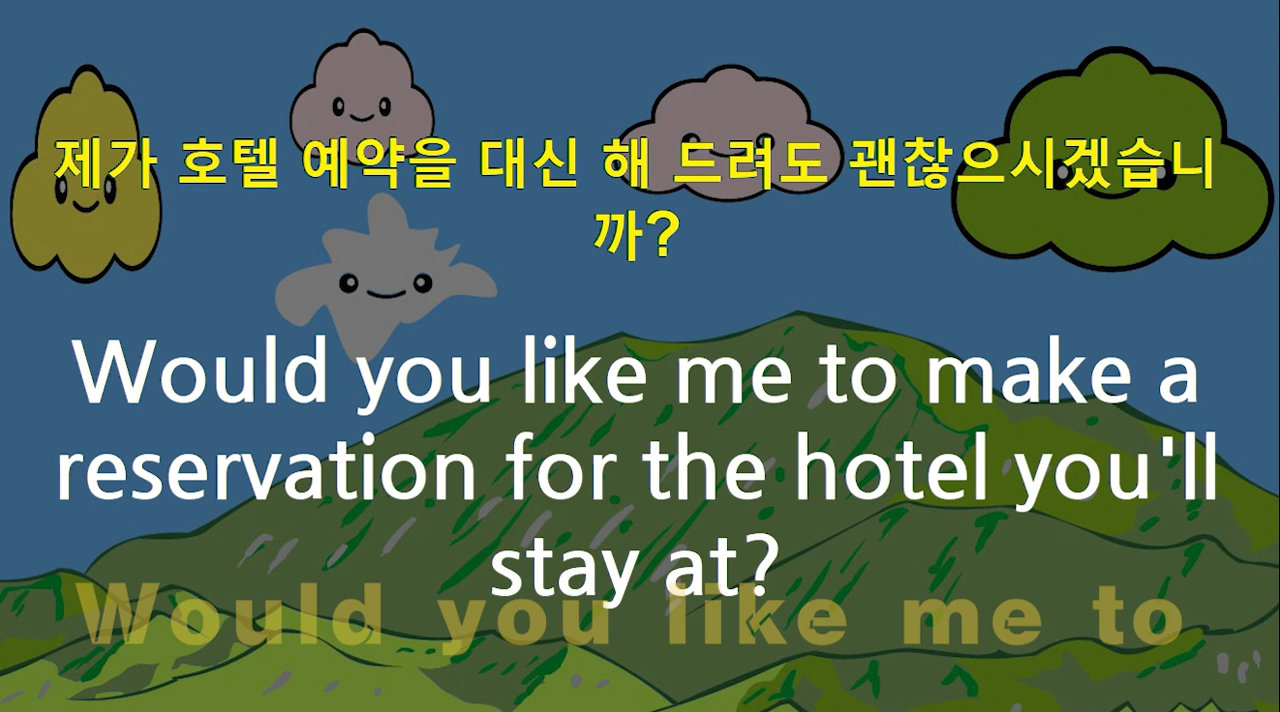 제가 호텔 예약을 대신 해 드려도 괜찮으시겠습니
까?
Would you like me to make a
reservation for the hotel you'll
stay at?
Would you like me to